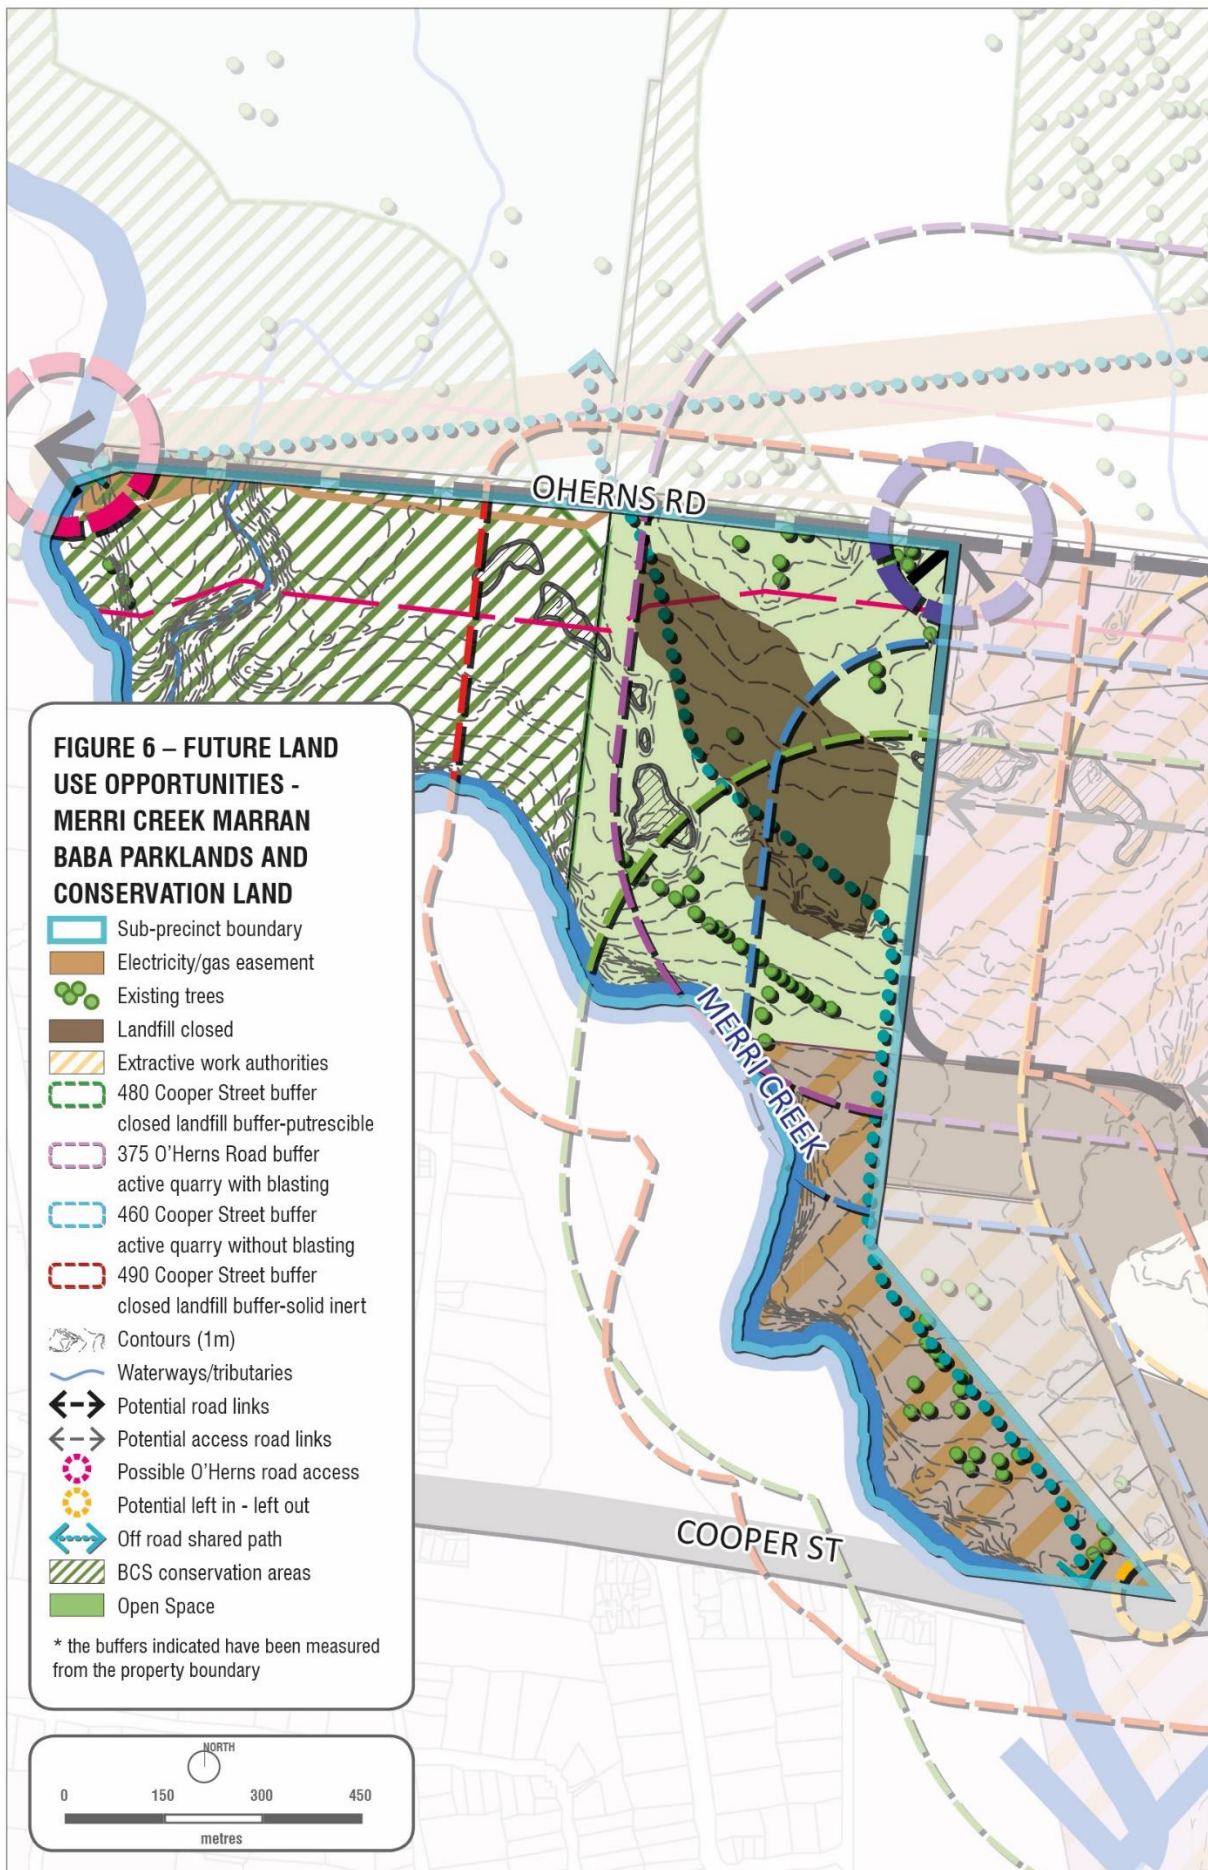 OHERNS RD
FIGURE 6 – FUTURE LAND
USE OPPORTUNITIES -
MERRI CREEK MARRAN
BABA PARKLANDS AND
CONSERVATION LAND
Sub-precinct boundary
Electricity/gas easement
Existing trees
Landfill closed
Extractive work authorities
480 Cooper Street buffer
closed landfill buffer-putrescible
375 O'Herns Road buffer
active quarry with blasting
460 Cooper Street buffer
active quarry without blasting
490 Cooper Street buffer
closed landfill buffer-solid inert
Contours (1m)
Waterways/tributaries
Potential road links
Potential access road links
Possible O'Herns road access
Potential left in - left out
Off road shared path
BCS conservation areas
Open Space
* the buffers indicated have been measured
from the property boundary
MERRI CREEK
COOPER ST
NORTH
0 150 300 450
metres